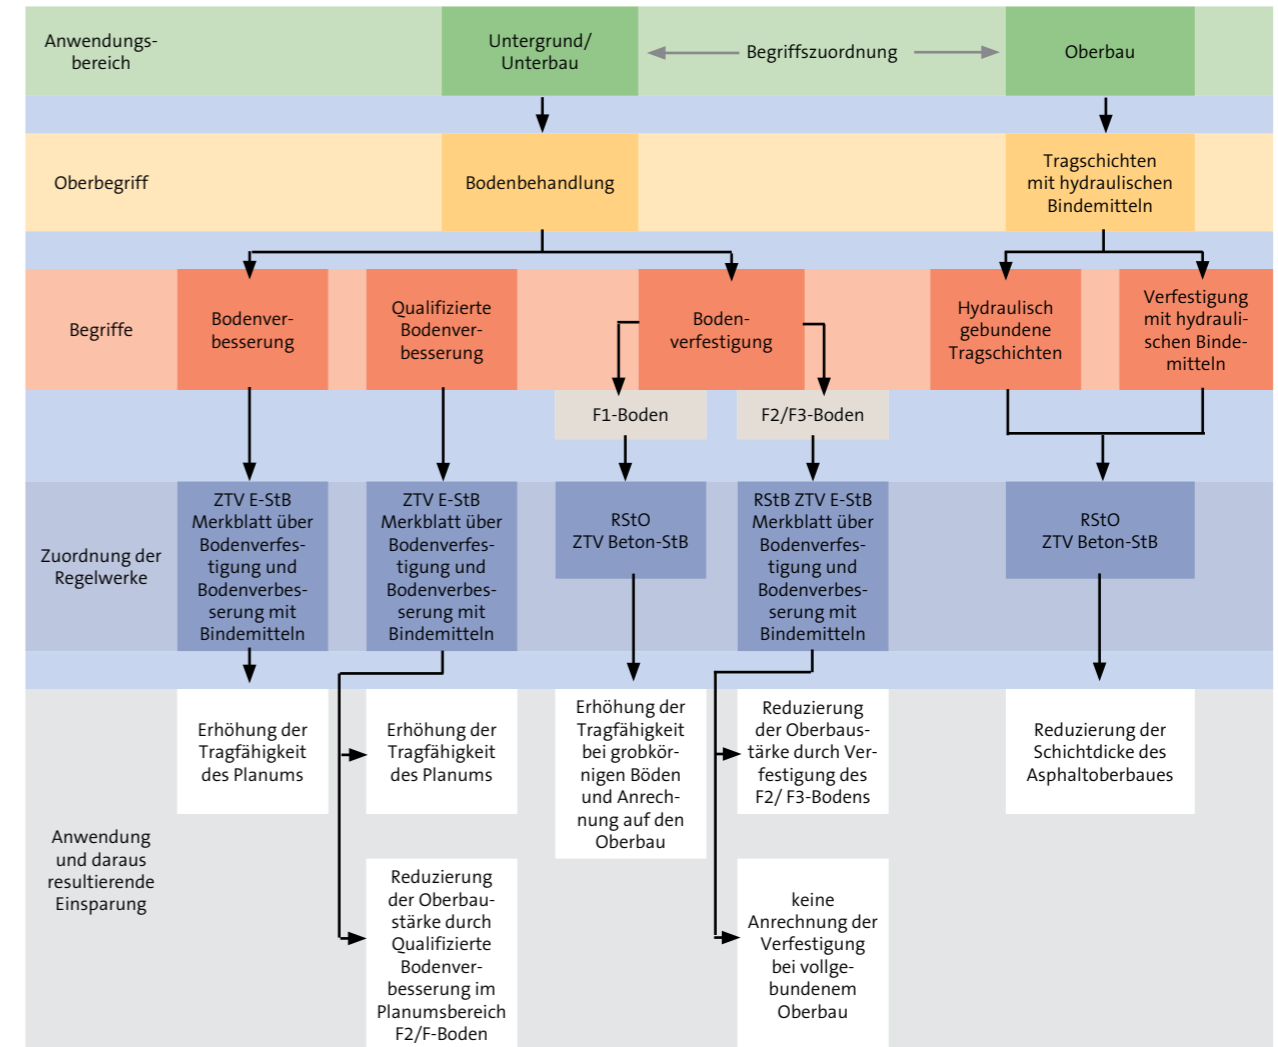 Anwendungs-
bereich
Untergrund/
Unterbau
Begriffszuordnung
Oberbau
Oberbegriff
Bodenbehandlung
Tragschichten
mit hydraulischen
Bindemitteln
Begriffe
Bodenver-
besserung
Qualifizierte
Bodenver-
besserung
Boden-
verfestigung
Hydraulisch
gebundene
Tragschichten
Verfestigung
mit hydrauli-
schen Binde-
mitteln
F1-Boden
F2/F3-Boden
Zuordnung der
Regelwerke
ZTV E-StB
Merkblatt über
Bodenverfes-
tigung und
Bodenverbes-
serung mit
Bindemitteln
ZTV E-StB
Merkblatt über
Bodenverfes-
tigung und
Bodenverbes-
serung mit
Bindemitteln
RStO
ZTV Beton-StB
RStB ZTV E-StB
Merkblatt über
Bodenverfes-
tigung und
Bodenverbes-
serung mit
Bindemitteln
RStO
ZTV Beton-StB
Anwendung
und daraus
resultierende
Einsparung
Erhöhung der
Tragfähigkeit
des Planums
Erhöhung der
Tragfähigkeit
des Planums
Erhöhung der
Tragfähigkeit
bei grobkör-
nigen Böden
und Anrech-
nung auf den
Oberbau
Reduzierung
der Oberbaus-
tärke durch Ver-
festigung des
F2/ F3-Bodens
Reduzierung der
Schichtdicke des
Asphaltoberbaues
Reduzierung
der Oberbau-
stärke durch
Qualifizierte
Bodenver-
besserung im
Planumsbereich
F2/F-Boden
keine
Anrechnung der
Verfestigung
bei vollge-
bundenem
Oberbau